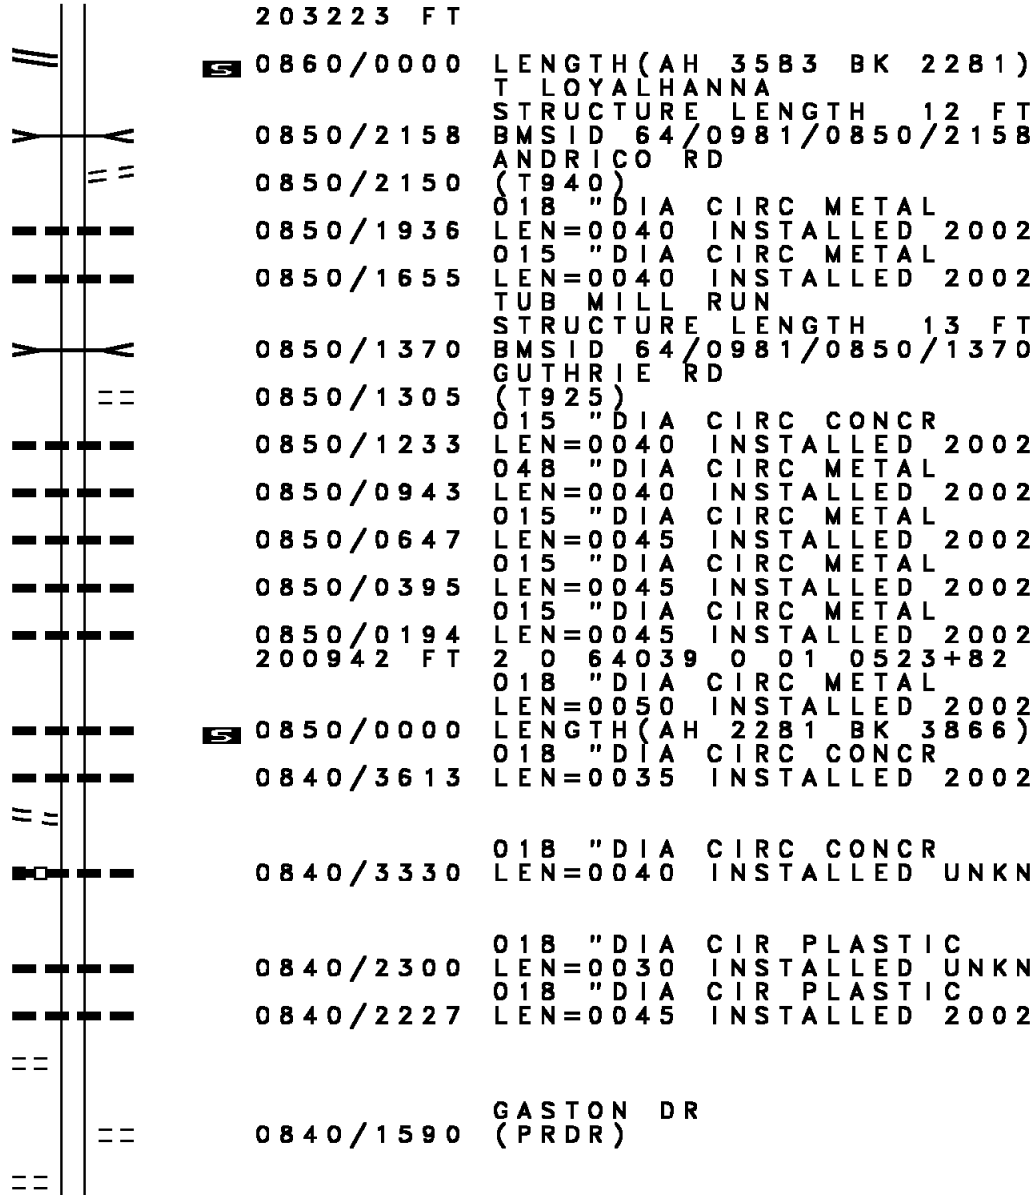 203223 FT
S 0860/0000 LENGTH(AH 3583 BK 2281)
T LOYALHANNA
STRUCTURE LENGTH 12 FT
0850/2158 BMSID 64/0981/0850/2158
ANDRICO RD
0850/2150 (T940)
018 "DIA CIRC METAL
0850/1936 LEN=0040 INSTALLED 2002
015 "DIA CIRC METAL
0850/1655 LEN=0040 INSTALLED 2002
TUB MILL RUN
STRUCTURE LENGTH 13 FT
0850/1370 BMSID 64/0981/0850/1370
GUTHRIE RD
0850/1305 (T925)
015 "DIA CIRC CONCR
0850/1233 LEN=0040 INSTALLED 2002
048 "DIA CIRC METAL
0850/0943 LEN=0040 INSTALLED 2002
015 "DIA CIRC METAL
0850/0647 LEN=0045 INSTALLED 2002
015 "DIA CIRC METAL
0850/0395 LEN=0045 INSTALLED 2002
015 "DIA CIRC METAL
0850/0194 LEN=0045 INSTALLED 2002
200942 FT 2 0 64039 0 01 0523+82
018 "DIA CIRC METAL
LEN=0050 INSTALLED 2002
S 0850/0000 LENGTH(AH 2281 BK 3866)
018 "DIA CIRC CONCR
0840/3613 LEN=0035 INSTALLED 2002
018 "DIA CIRC CONCR
0840/3330 LEN=0040 INSTALLED UNKN
018 "DIA CIR PLASTIC
0840/2300 LEN=0030 INSTALLED UNKN
018 "DIA CIR PLASTIC
0840/2227 LEN=0045 INSTALLED 2002
GASTON DR
0840/1590 (PRDR)